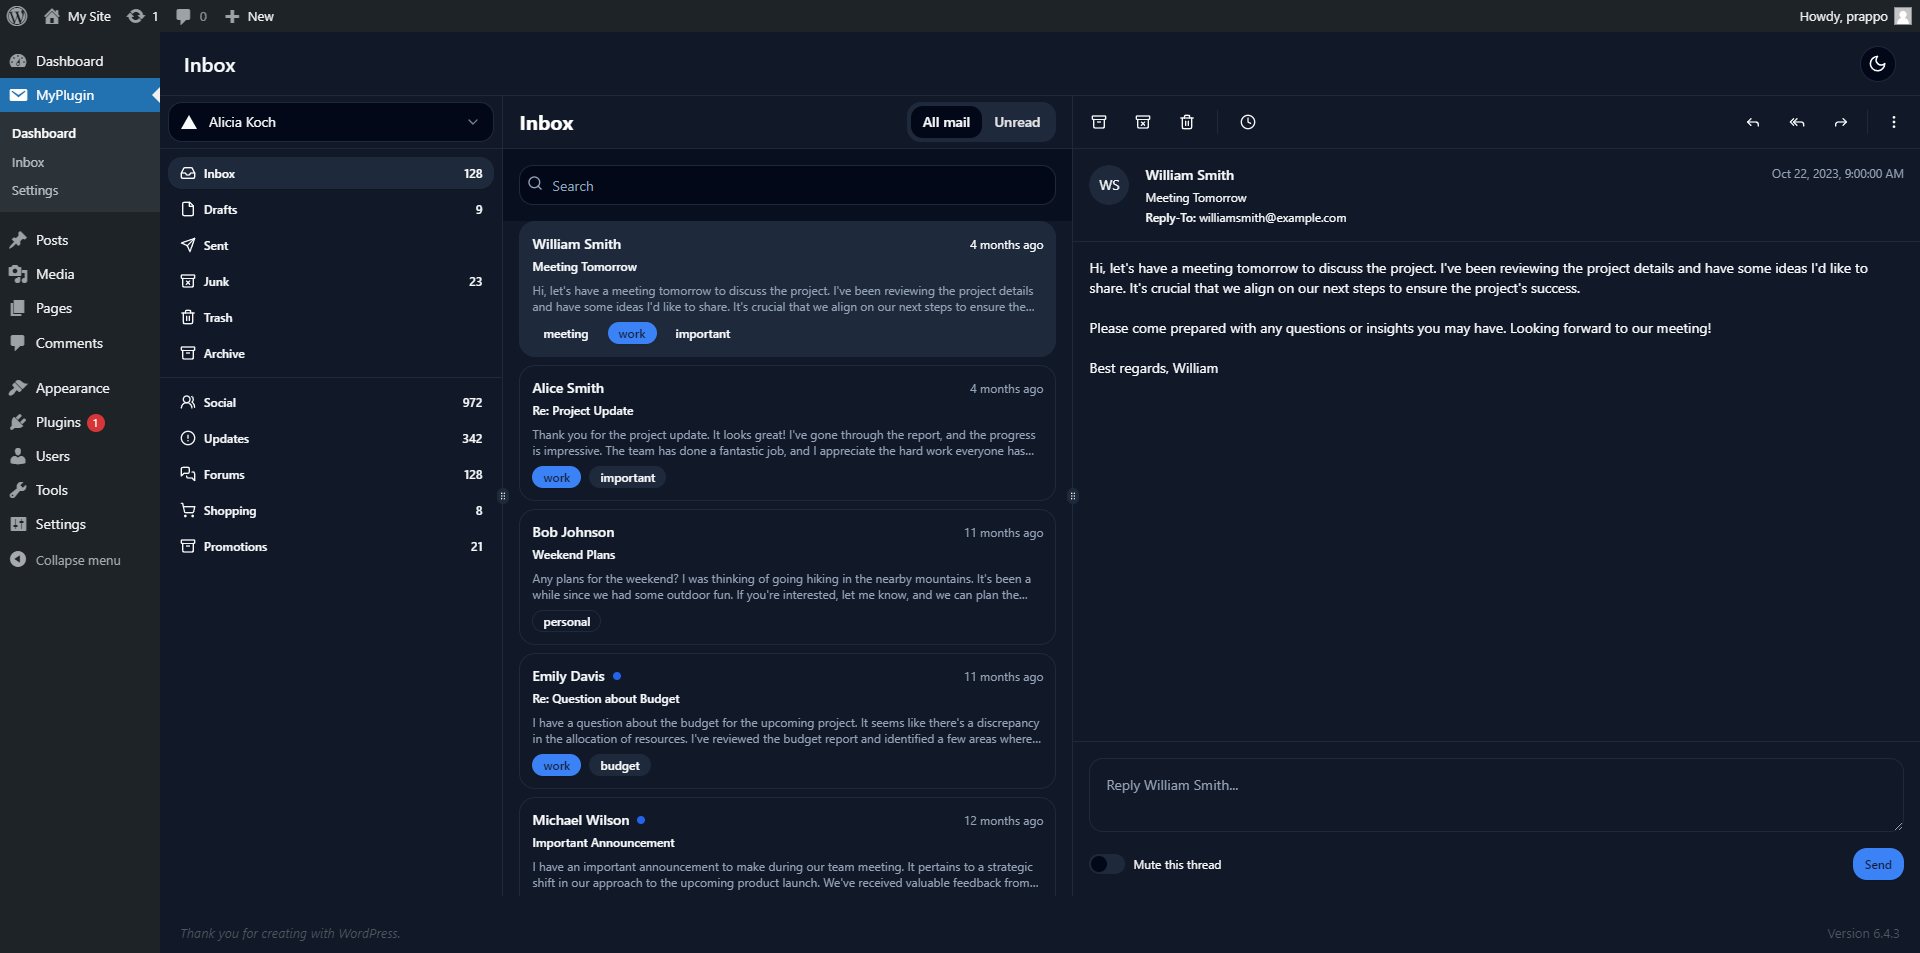 My Site
1
0
New
Howdy, prappo
Dashboard
MyPlugin
Dashboard
Inbox
Settings
Posts
Media
Pages
Comments
Appearance
Plugins 1
Users
Tools
Settings
Collapse menu
Inbox
Alicia Koch
Inbox 128
Drafts 9
Sent
Junk 23
Trash
Archive
Social 972
Updates 342
Forums 128
Shopping 8
Promotions 21
Inbox
All mail
Unread
Search
William Smith 4 months ago
Meeting Tomorrow
Hi, let's have a meeting tomorrow to discuss the project. I've been reviewing the project details
and have some ideas I'd like to share. It's crucial that we align on our next steps to ensure the...
meeting work important
Alice Smith 4 months ago
Re: Project Update
Thank you for the project update. It looks great! I've gone through the report, and the progress
is impressive. The team has done a fantastic job, and I appreciate the hard work everyone has...
work important
Bob Johnson 11 months ago
Weekend Plans
Any plans for the weekend? I was thinking of going hiking in the nearby mountains. It's been a
while since we had some outdoor fun. If you're interested, let me know, and we can plan the...
personal
Emily Davis 11 months ago
Re: Question about Budget
I have a question about the budget for the upcoming project. It seems like there's a discrepancy
in the allocation of resources. I've reviewed the budget report and identified a few areas where...
work budget
Michael Wilson 12 months ago
Important Announcement
I have an important announcement to make during our team meeting. It pertains to a strategic
shift in our approach to the upcoming product launch. We've received valuable feedback from...
WS
William Smith Oct 22, 2023, 9:00:00 AM
Meeting Tomorrow
Reply-To: williamsmith@example.com
Hi, let's have a meeting tomorrow to discuss the project. I've been reviewing the project details and have some ideas I'd like to
share. It's crucial that we align on our next steps to ensure the project's success.
Please come prepared with any questions or insights you may have. Looking forward to our meeting!
Best regards, William
Reply William Smith...
Mute this thread
Send
Thank you for creating with WordPress.
Version 6.4.3